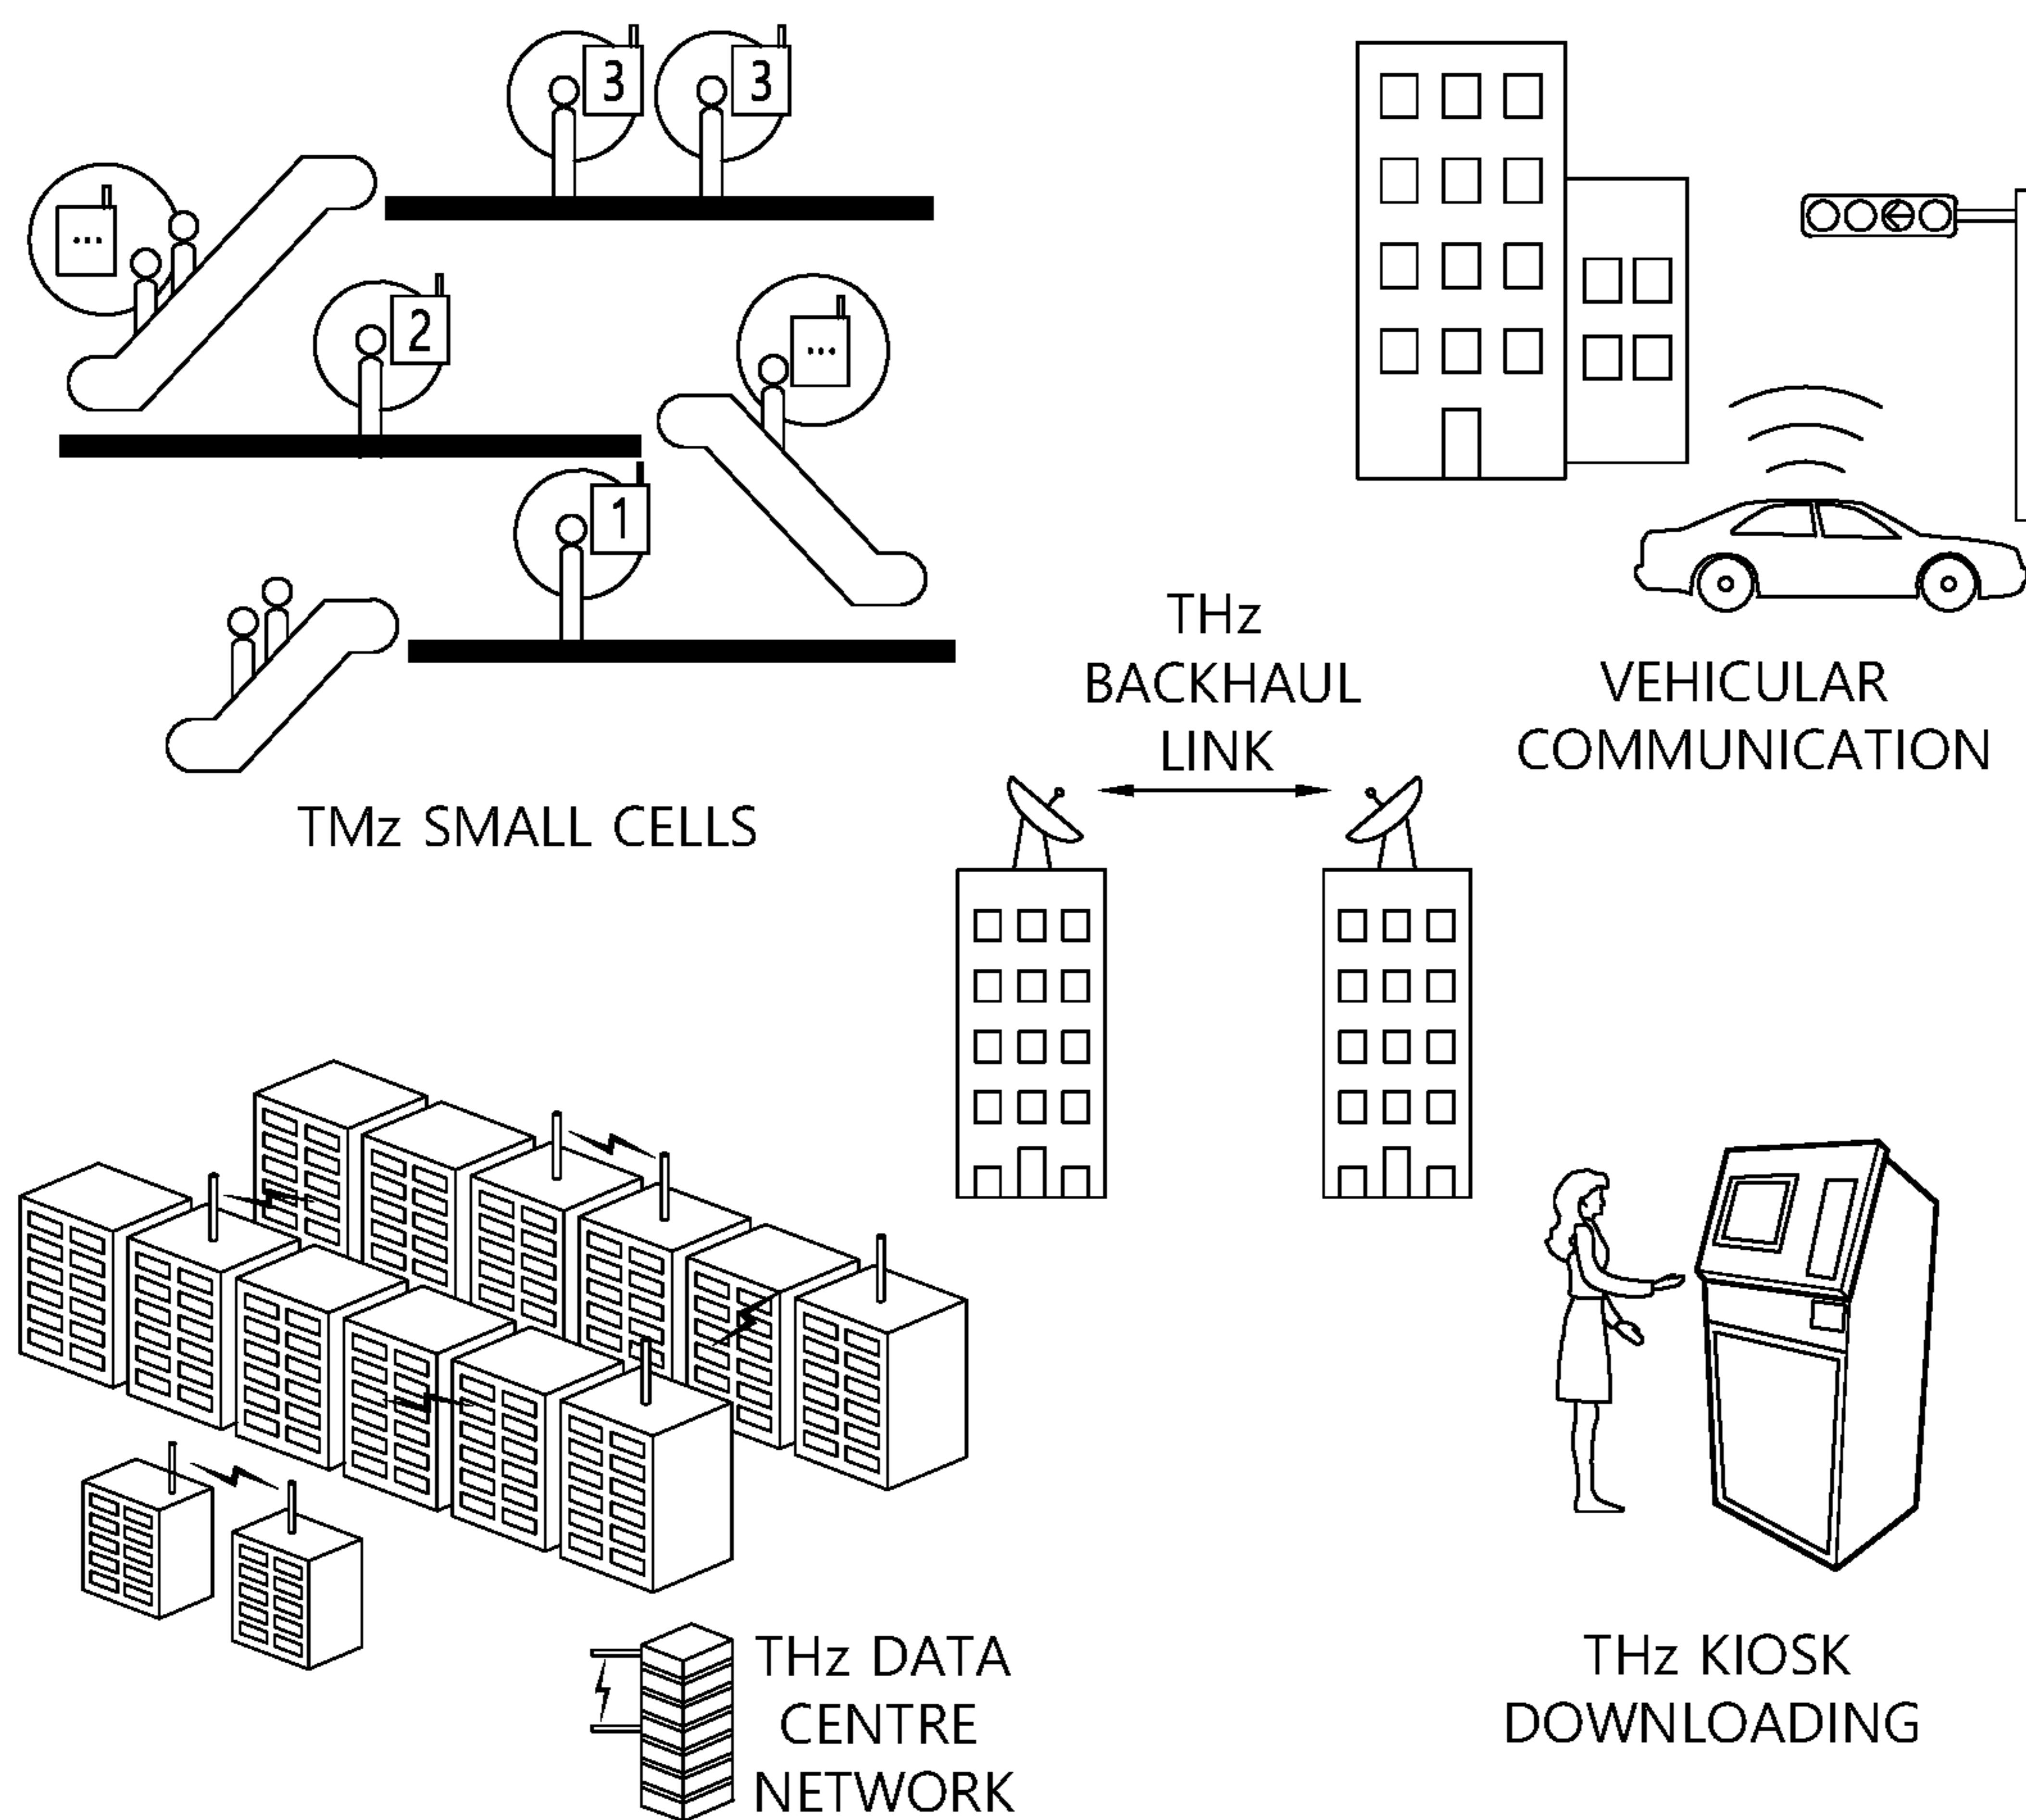 3
3
...
2
...
1
TMz SMALL CELLS
THz
BACKHAUL
LINK
VEHICULAR
COMMUNICATION
THz DATA
CENTRE
NETWORK
THz KIOSK
DOWNLOADING